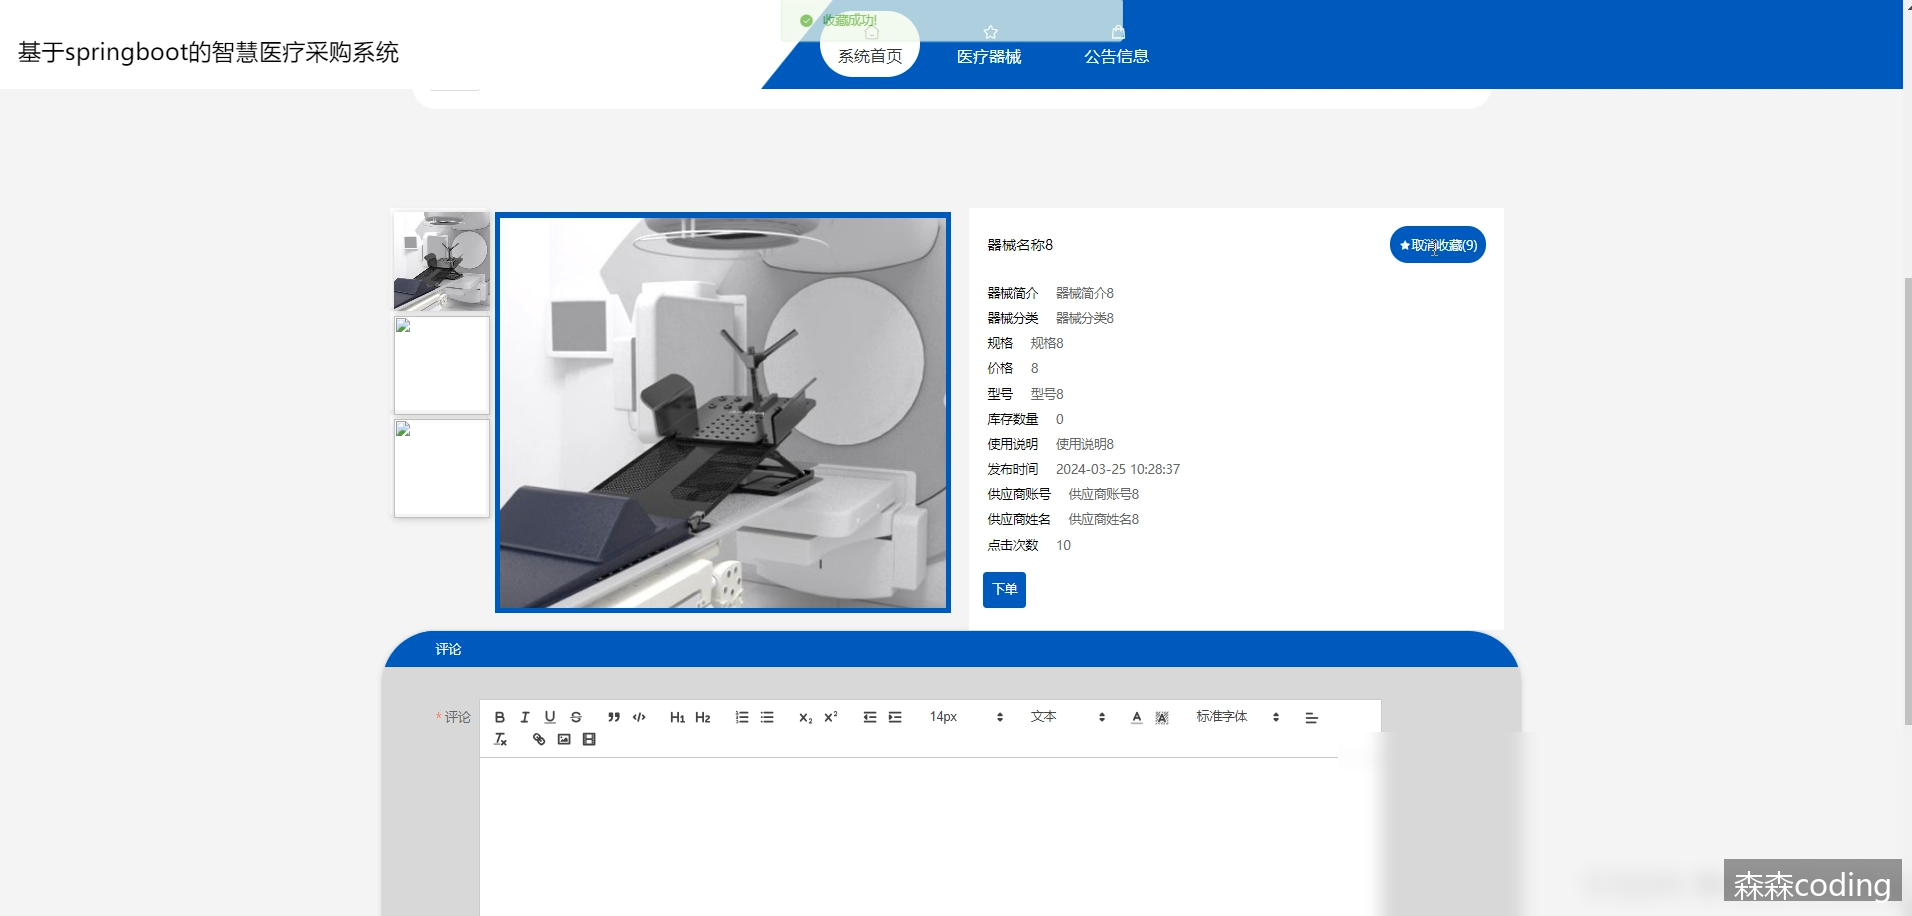 收藏成功!
基于springboot的智慧医疗采购系统
系统首页
医疗器械
公告信息
器械名称8
★取消收藏(9)
器械简介 器械简介8
器械分类 器械分类8
规格 规格8
价格 8
型号 型号8
库存数量 0
使用说明 使用说明8
发布时间 2024-03-25 10:28:37
供应商账号 供应商账号8
供应商姓名 供应商姓名8
点击次数 10
下单
评论
* 评论
B I U S ” </> H1 H2 X2 X² 14px 文本 A A 标准字体
Tx
森森coding